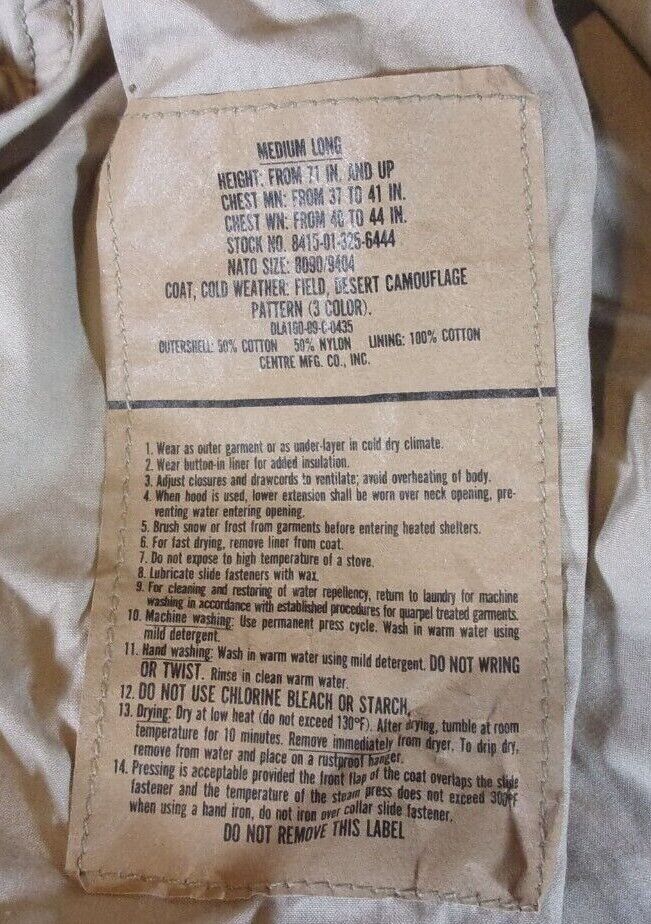 MEDIUM LONG
HEIGHT: FROM 71 IN. AND UP
CHEST MN: FROM 37 TO 41 IN.
CHEST WN: FROM 40 TO 44 IN.
STOCK NO. 8415-01-325-6444
NATO SIZE: 8090/9404
COAT, COLD WEATHER: FIELD, DESERT CAMOUFLAGE
PATTERN (3 COLOR).
DLA100-89-C-0435
OUTERSHELL: 50% COTTON 50% NYLON LINING: 100% COTTON
CENTRE MFG. CO., INC.
1. Wear as outer garment or as under-layer in cold dry climate.
2. Wear button-in liner for added insulation.
3. Adjust closures and drawcords to ventilate; avoid overheating of body.
4. When hood is used, lower extension shall be worn over neck opening, pre-
venting water entering opening.
5. Brush snow or frost from garments before entering heated shelters.
6. For fast drying, remove liner from coat.
7. Do not expose to high temperature of a stove.
8. Lubricate slide fasteners with wax.
9. For cleaning and restoring of water repellency, return to laundry for machine
washing in accordance with established procedures for quarpel treated garments.
10. Machine washing: Use permanent press cycle. Wash in warm water using
mild detergent.
11. Hand washing: Wash in warm water using mild detergent. DO NOT WRING
OR TWIST. Rinse in clean warm water.
12. DO NOT USE CHLORINE BLEACH OR STARCH.
13. Drying: Dry at low heat (do not exceed 130°F). After drying, tumble at room
temperature for 10 minutes. Remove immediately from dryer. To drip dry,
remove from water and place on a rustproof hanger.
14. Pressing is acceptable provided the front flap of the coat overlaps the slide
fastener and the temperature of the steam press does not exceed 300°F
when using a hand iron, do not iron over collar slide fastener.
DO NOT REMOVE THIS LABEL